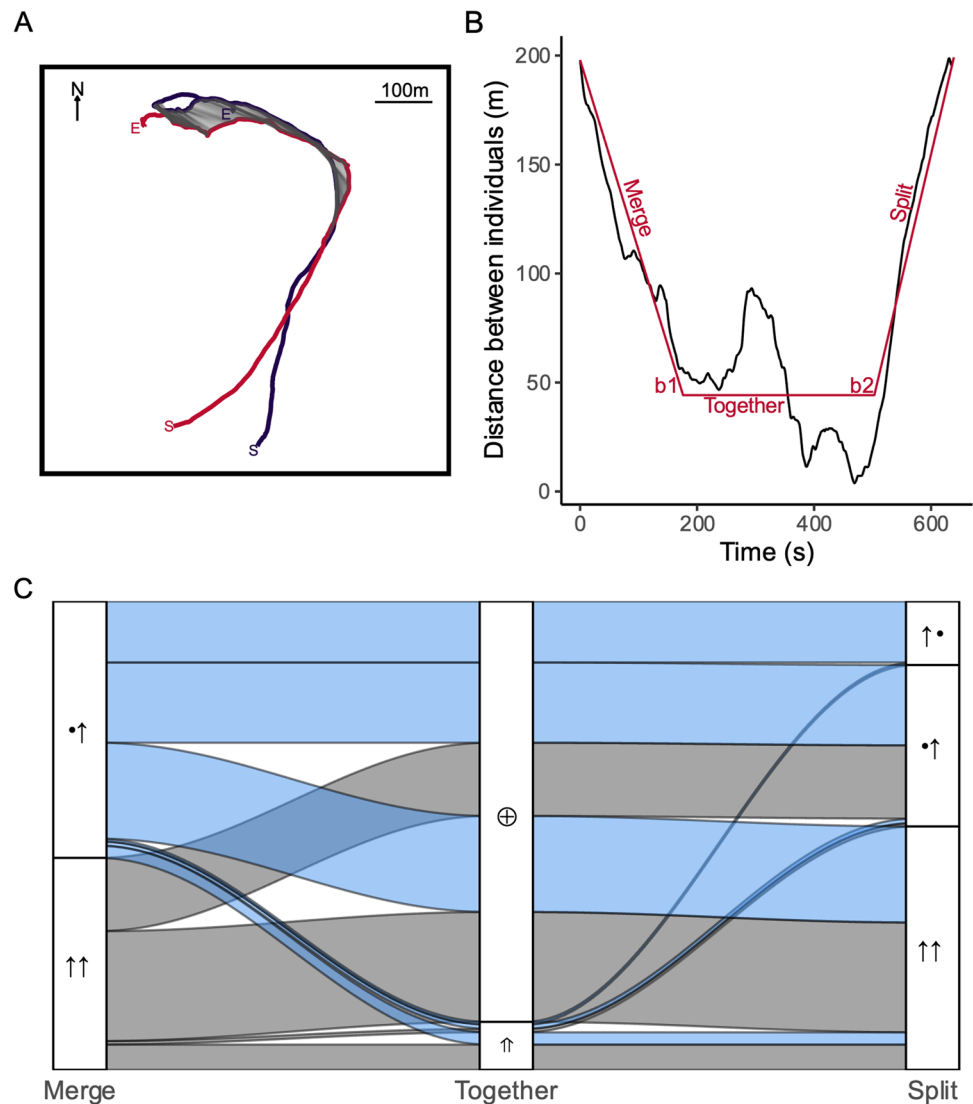 A
N
100m
E
E
S
S
B
Distance between individuals (m)
200
150
100
50
0
Merge
Split
b1
b2
Together
0
200
400
600
Time (s)
C
•↑
↑↑
⊕
⇑
↑•
•↑
↑↑
Merge
Together
Split